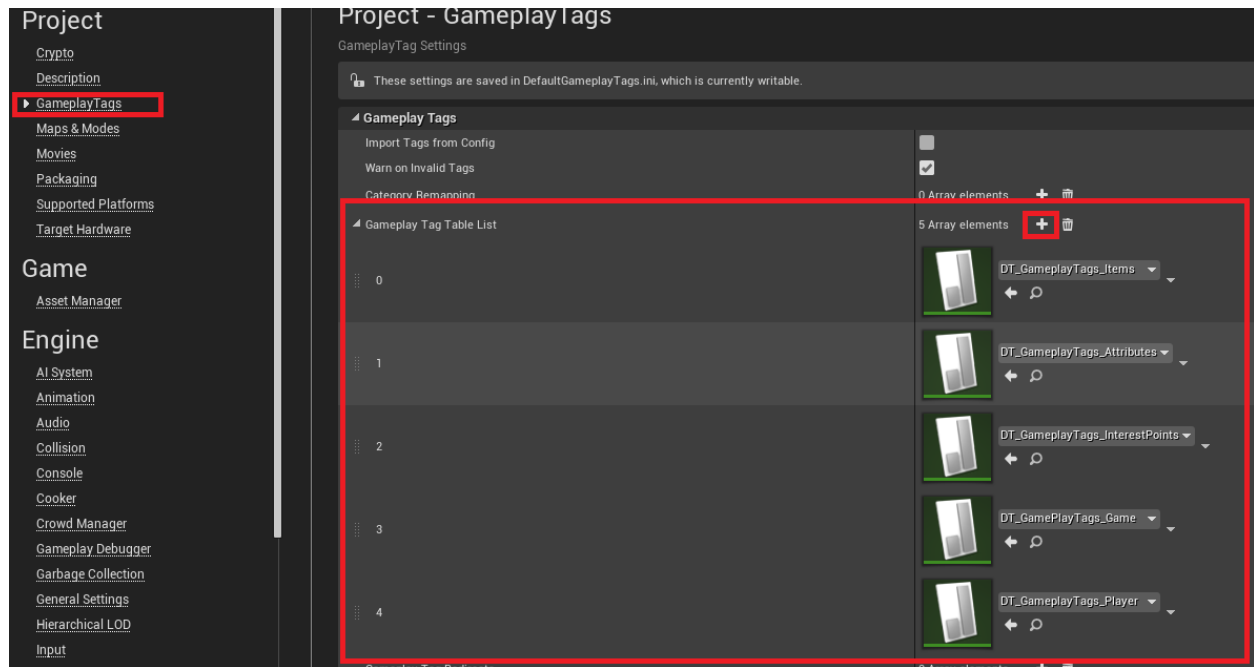 Project
Crypto
Description
GameplayTags
Maps & Modes
Movies
Packaging
Supported Platforms
Target Hardware
Game
Asset Manager
Engine
AI System
Animation
Audio
Collision
Console
Cooker
Crowd Manager
Gameplay Debugger
Garbage Collection
General Settings
Hierarchical LOD
Input
Project - GameplayTags
GameplayTag Settings
These settings are saved in DefaultGameplayTags.ini, which is currently writable.
Gameplay Tags
Import Tags from Config
Warn on Invalid Tags
Category Remapping 0 Array elements
Gameplay Tag Table List 5 Array elements
0 DT_GameplayTags_Items
1 DT_GameplayTags_Attributes
2 DT_GameplayTags_InterestPoints
3 DT_GamePlayTags_Game
4 DT_GameplayTags_Player